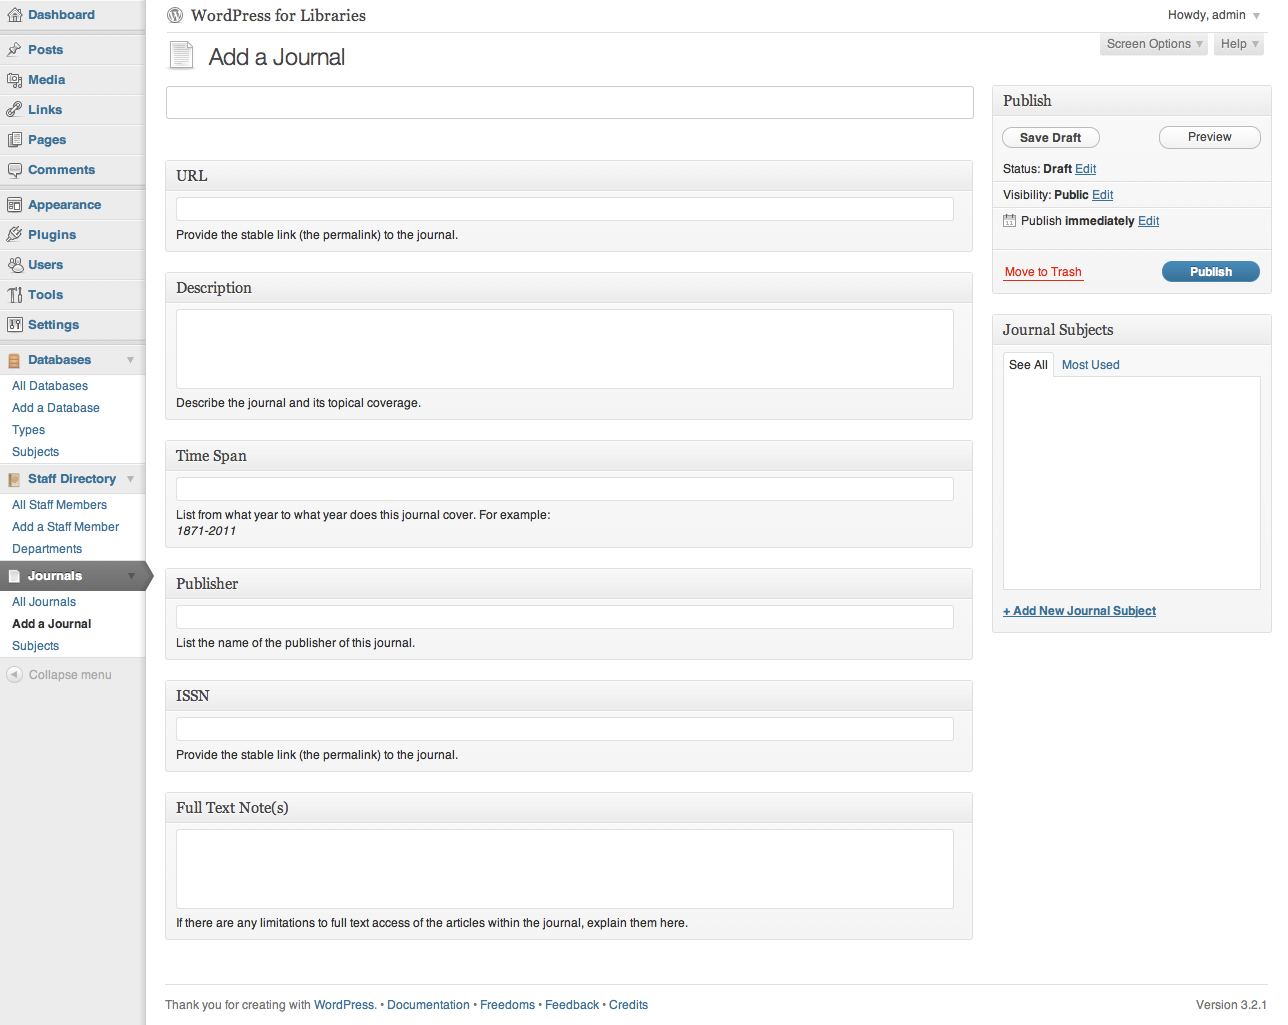 Dashboard
Posts
Media
Links
Pages
Comments
Appearance
Plugins
Users
Tools
Settings
Databases
All Databases
Add a Database
Types
Subjects
Staff Directory
All Staff Members
Add a Staff Member
Departments
Journals
All Journals
Add a Journal
Subjects
Collapse menu
WordPress for Libraries
Howdy, admin
Screen Options
Help
Add a Journal
URL
Provide the stable link (the permalink) to the journal.
Description
Describe the journal and its topical coverage.
Time Span
List from what year to what year does this journal cover. For example:
1871-2011
Publisher
List the name of the publisher of this journal.
ISSN
Provide the stable link (the permalink) to the journal.
Full Text Note(s)
If there are any limitations to full text access of the articles within the journal, explain them here.
Publish
Save Draft
Preview
Status: Draft Edit
Visibility: Public Edit
Publish immediately Edit
Move to Trash
Publish
Journal Subjects
See All
Most Used
+ Add New Journal Subject
Thank you for creating with WordPress. • Documentation • Freedoms • Feedback • Credits
Version 3.2.1